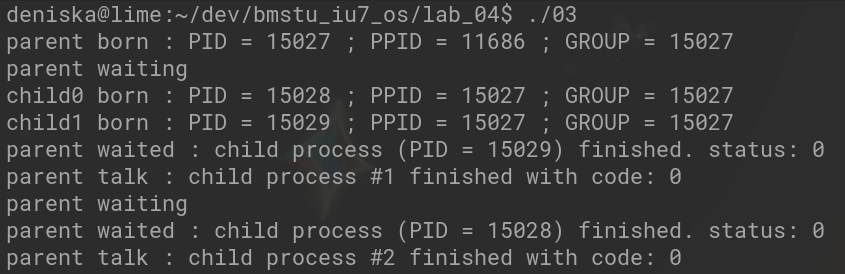 deniska@lime:~/dev/bmstu_iu7_os/lab_04$ ./03
parent born : PID = 15027 ; PPID = 11686 ; GROUP = 15027
parent waiting
child0 born : PID = 15028 ; PPID = 15027 ; GROUP = 15027
child1 born : PID = 15029 ; PPID = 15027 ; GROUP = 15027
parent waited : child process (PID = 15029) finished. status: 0
parent talk : child process #1 finished with code: 0
parent waiting
parent waited : child process (PID = 15028) finished. status: 0
parent talk : child process #2 finished with code: 0